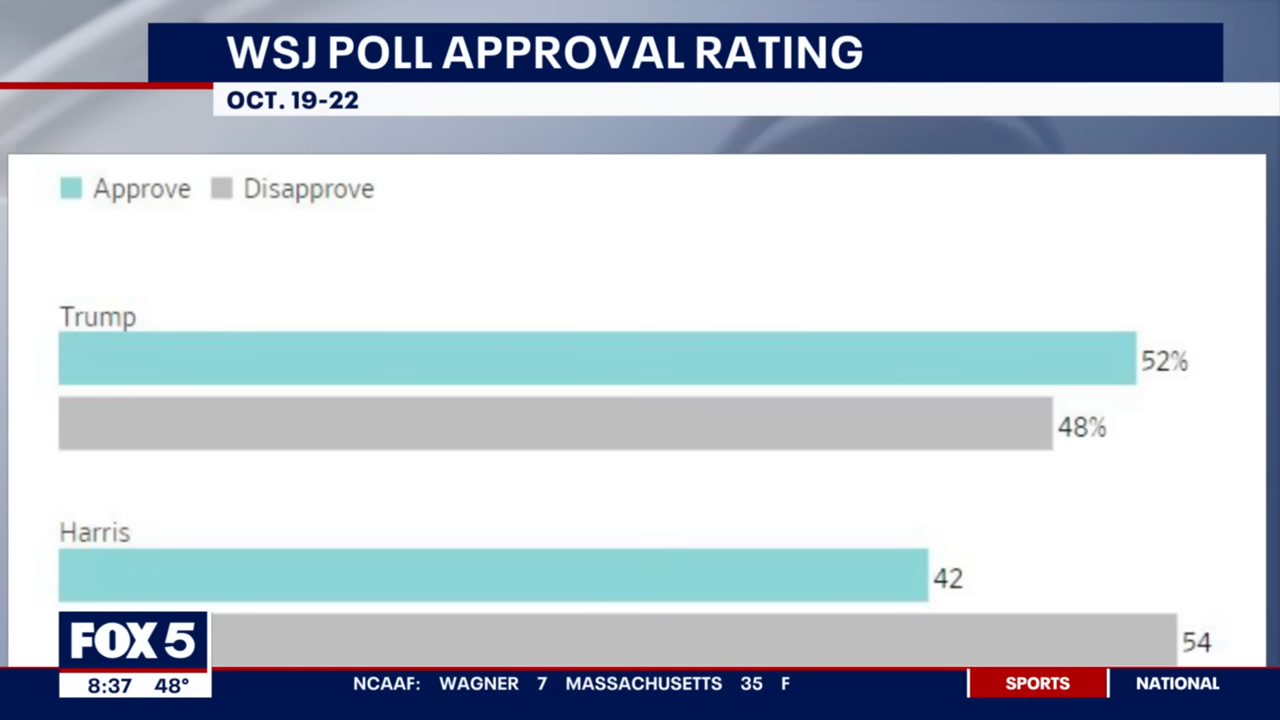 WSJ POLL APPROVAL RATING
OCT. 19-22
Approve Disapprove
Trump
52%
48%
Harris
42
54
FOX 5
8:37 48° NCAAF: WAGNER 7 MASSACHUSETTS 35 F SPORTS NATIONAL